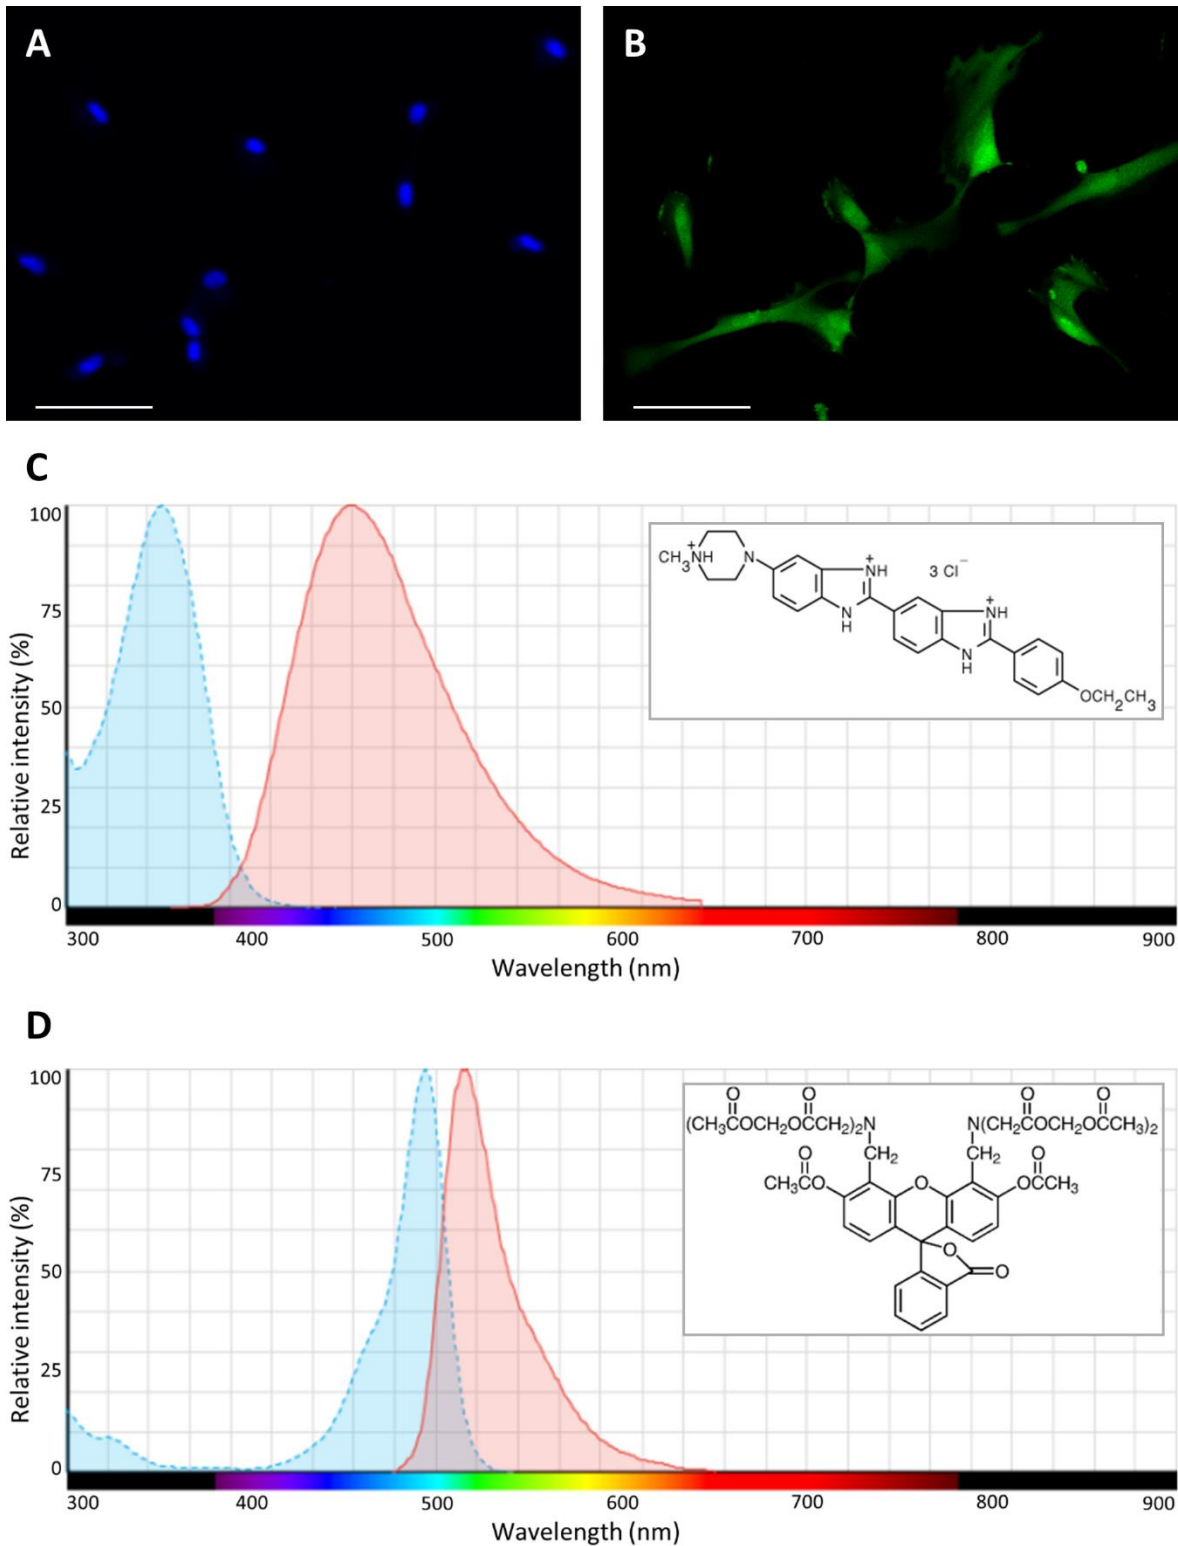 A
B
C
Relative intensity (%)
100
75
50
25
0
CH₃NH
+
N
+
NH
N
H
3 Cl⁻
+
NH
N
H
OCH₂CH₃
300 400 500 600 700 800 900
Wavelength (nm)
D
Relative intensity (%)
100
75
50
25
0
O O O O
(CH₃COCH₂OCCH₂)₂N N(CH₂COCH₂OCCH₃)₂
CH₂ CH₂
O O
CH₃CO O OCCH₃
O
O
300 400 500 600 700 800 900
Wavelength (nm)